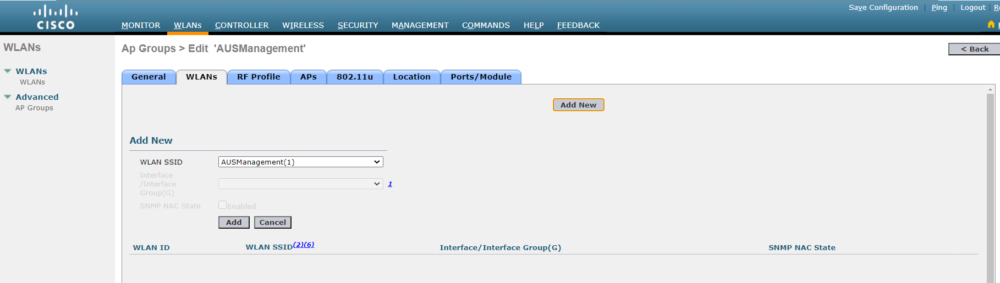 Save Configuration | Ping | Logout | Re
CISCO
MONITOR WLANs CONTROLLER WIRELESS SECURITY MANAGEMENT COMMANDS HELP FEEDBACK
WLANs
Ap Groups > Edit 'AUSManagement'
< Back
WLANs
WLANs
Advanced
AP Groups
General WLANs RF Profile APs 802.11u Location Ports/Module
Add New
Add New
WLAN SSID AUSManagement(1)
Interface
/Interface 1
Group(G)
SNMP NAC State Enabled
Add Cancel
WLAN ID WLAN SSID(2)(6) Interface/Interface Group(G) SNMP NAC State